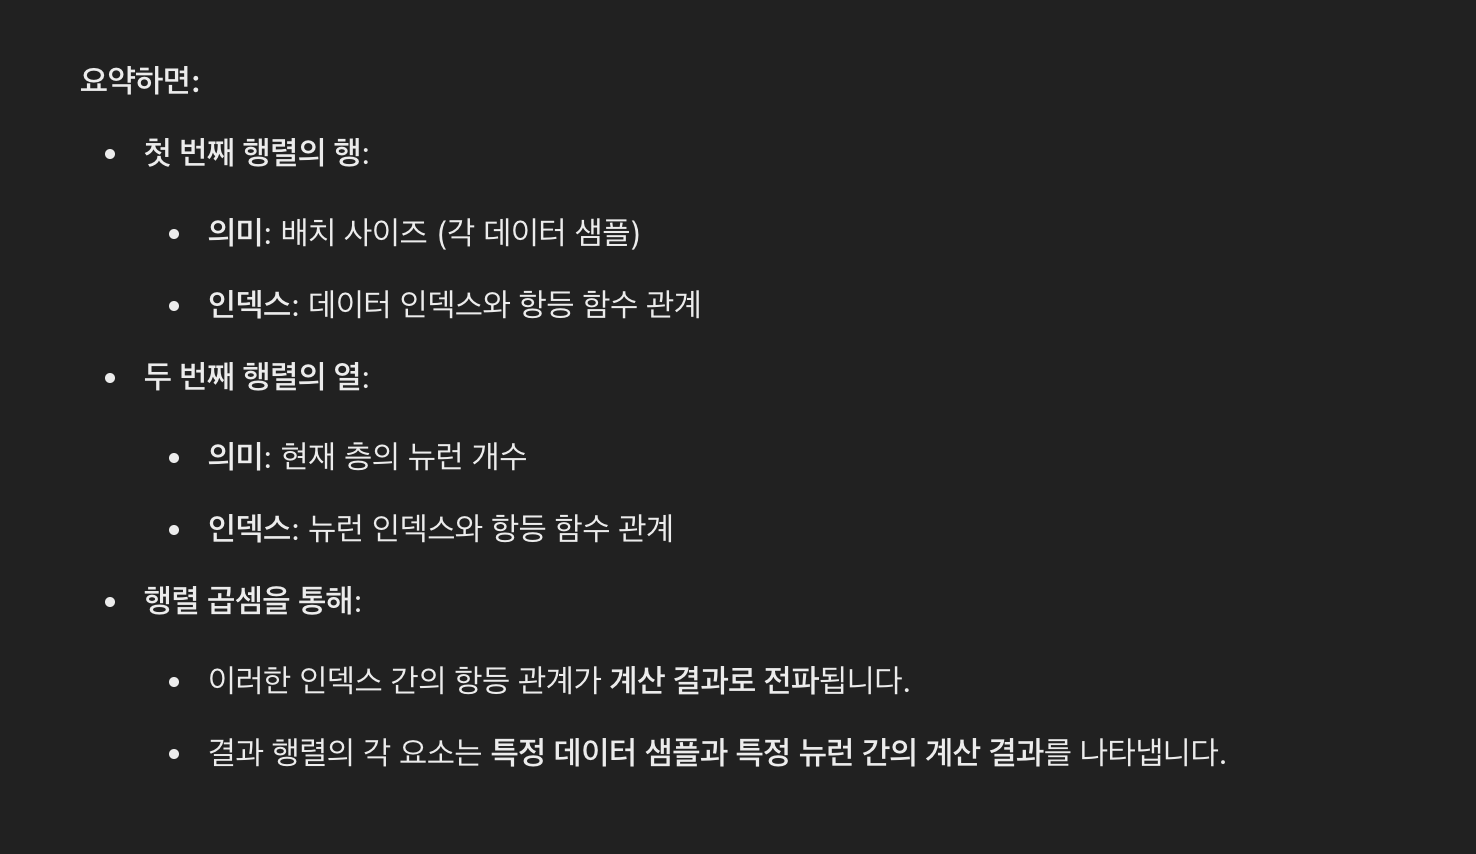 요약하면:
• 첫 번째 행렬의 행:
• 의미: 배치 사이즈 (각 데이터 샘플)
• 인덱스: 데이터 인덱스와 항등 함수 관계
• 두 번째 행렬의 열:
• 의미: 현재 층의 뉴런 개수
• 인덱스: 뉴런 인덱스와 항등 함수 관계
• 행렬 곱셈을 통해:
• 이러한 인덱스 간의 항등 관계가 계산 결과로 전파됩니다.
• 결과 행렬의 각 요소는 특정 데이터 샘플과 특정 뉴런 간의 계산 결과를 나타냅니다.